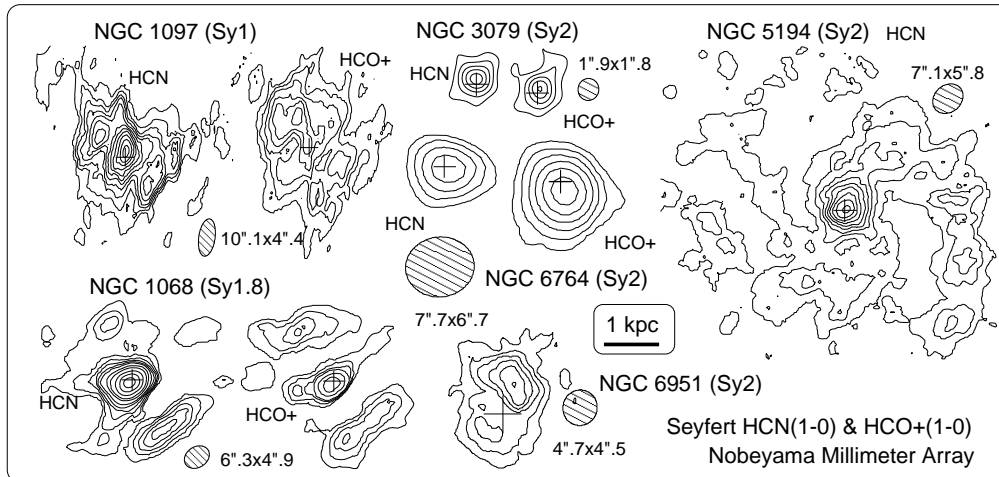 NGC 1097 (Sy1)
HCN
HCO+
10".1x4".4
NGC 3079 (Sy2)
HCN
1".9x1".8
HCO+
HCN
HCO+
NGC 6764 (Sy2)
7".7x6".7
NGC 5194 (Sy2)
HCN
7".1x5".8
NGC 1068 (Sy1.8)
HCN
HCO+
6".3x4".9
1 kpc
NGC 6951 (Sy2)
4".7x4".5
Seyfert HCN(1-0) & HCO+(1-0)
Nobeyama Millimeter Array